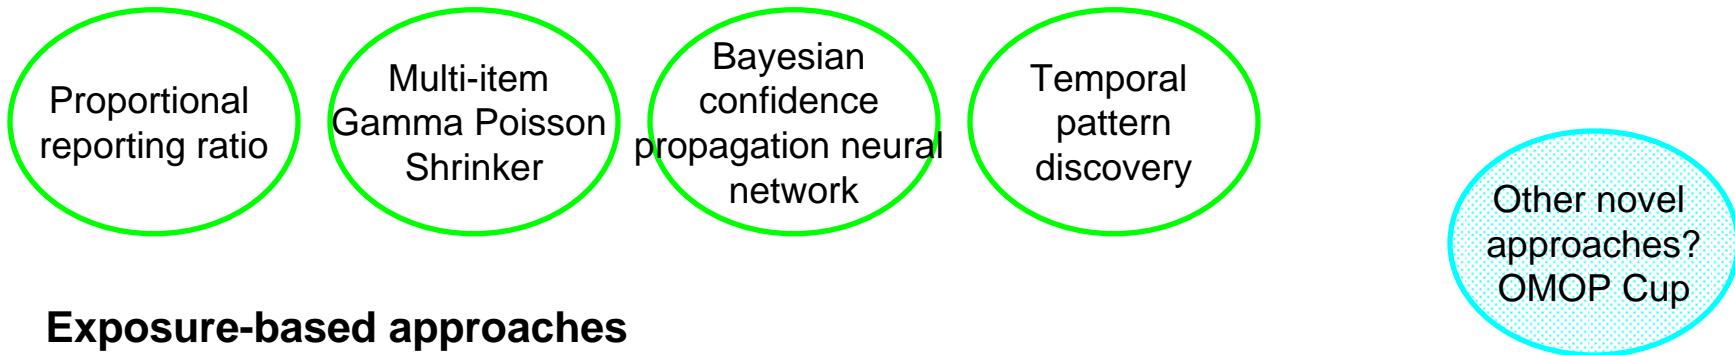 Proportional
reporting ratio
Multi-item
Gamma Poisson
Shrinker
Bayesian
confidence
propagation neural
network
Temporal
pattern
discovery
Other novel
approaches?
OMOP Cup
Exposure-based approaches